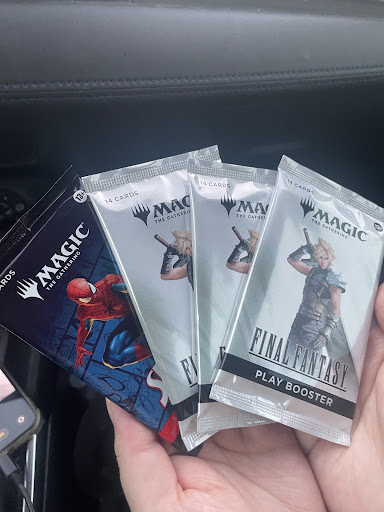 CARDS
MAGIC
THE GATHERING
14 CARDS
MAGIC
THE GATHERING
14 CARDS
MAGIC
THE GATHERING
14 CARDS
MAGIC
THE GATHERING
FINAL FANTASY
PLAY BOOSTER